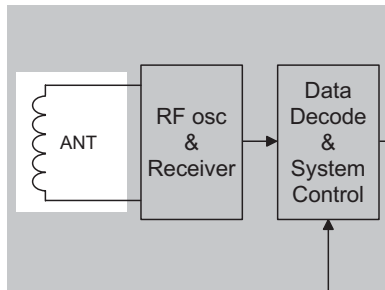 ANT
RF osc
&
Receiver
Data
Decode
&
System
Control